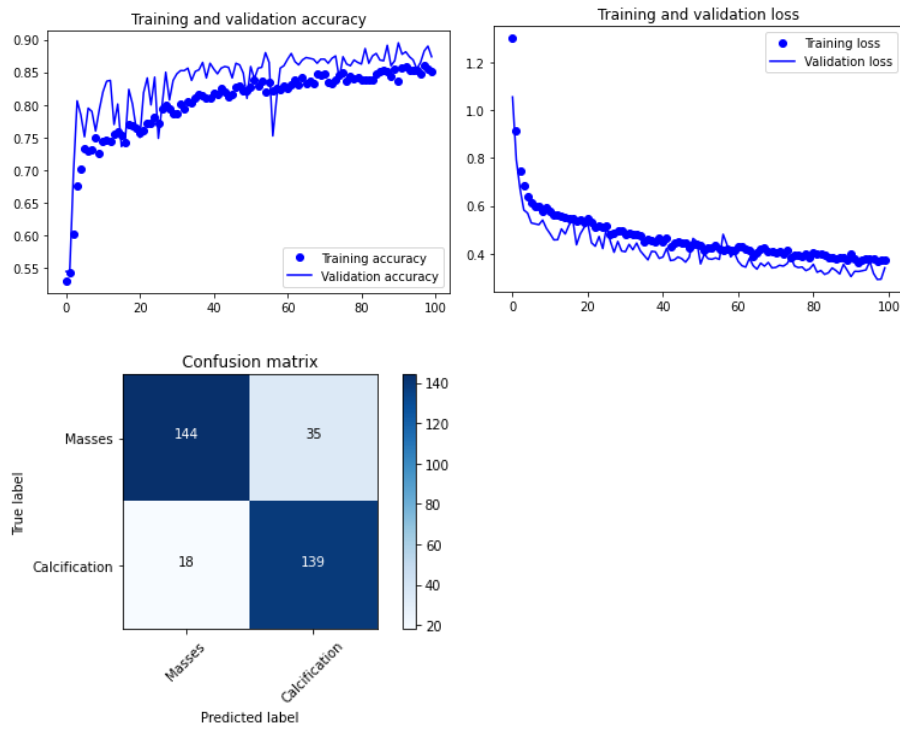 Training and validation accuracy
0.90
0.85
0.80
0.75
0.70
0.65
0.60
0.55
0 20 40 60 80 100
Training accuracy
Validation accuracy
Training and validation loss
1.2
1.0
0.8
0.6
0.4
0 20 40 60 80 100
Training loss
Validation loss
Confusion matrix
True label
Masses
Calcification
144 35
18 139
Masses Calcification
Predicted label
140
120
100
80
60
40
20